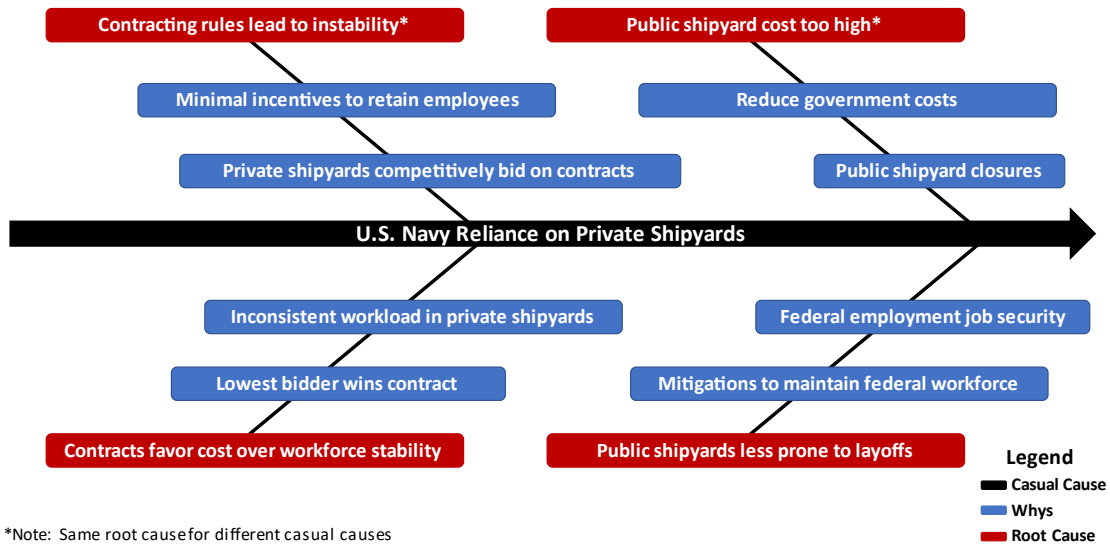 Contracting rules lead to instability*
Public shipyard cost too high*
Minimal incentives to retain employees
Reduce government costs
Private shipyards competitively bid on contracts
Public shipyard closures
U.S. Navy Reliance on Private Shipyards
Inconsistent workload in private shipyards
Federal employment job security
Lowest bidder wins contract
Mitigations to maintain federal workforce
Contracts favor cost over workforce stability
Public shipyards less prone to layoffs
Legend
Casual Cause
Whys
Root Cause
*Note: Same root cause for different casual causes